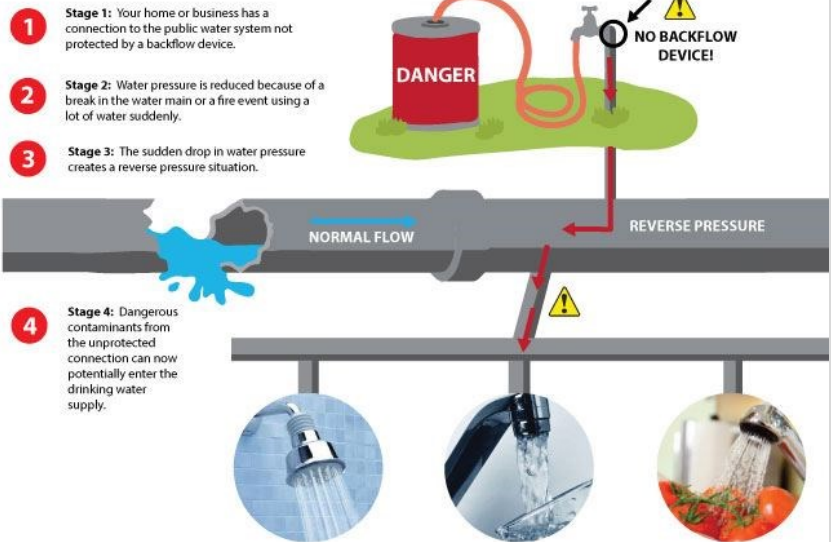 1
Stage 1: Your home or business has a
connection to the public water system not
protected by a backflow device.
2
Stage 2: Water pressure is reduced because of a
break in the water main or a fire event using a
lot of water suddenly.
3
Stage 3: The sudden drop in water pressure
creates a reverse pressure situation.
DANGER
NO BACKFLOW
DEVICE!
NORMAL FLOW
REVERSE PRESSURE
4
Stage 4: Dangerous
contaminants from
the unprotected
connection can now
potentially enter the
drinking water
supply.